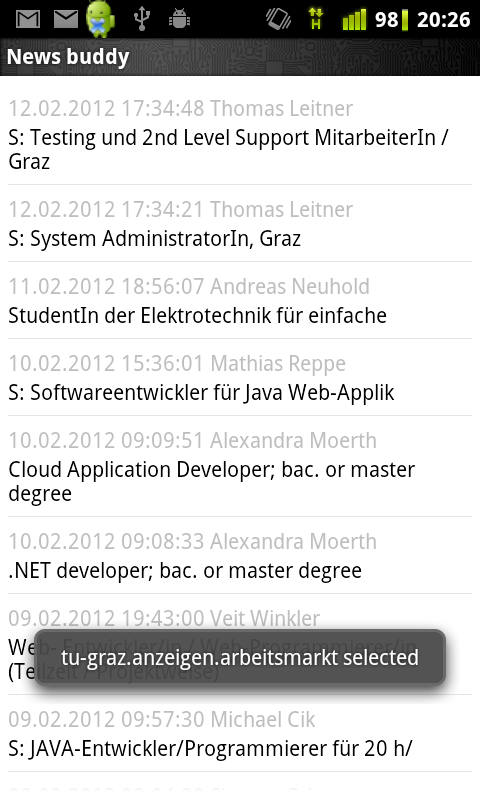 H 98 20:26
News buddy
12.02.2012 17:34:48 Thomas Leitner
S: Testing und 2nd Level Support MitarbeiterIn /
Graz
12.02.2012 17:34:21 Thomas Leitner
S: System AdministratorIn, Graz
11.02.2012 18:56:07 Andreas Neuhold
StudentIn der Elektrotechnik für einfache
10.02.2012 15:36:01 Mathias Reppe
S: Softwareentwickler für Java Web-Applik
10.02.2012 09:09:51 Alexandra Moerth
Cloud Application Developer; bac. or master
degree
10.02.2012 09:08:33 Alexandra Moerth
.NET developer; bac. or master degree
09.02.2012 19:43:00 Veit Winkler
Web- Entwickler/in / Web-Programmierer/in
(Teilzeit / Projektweise)
tu-graz.anzeigen.arbeitsmarkt selected
09.02.2012 09:57:30 Michael Cik
S: JAVA-Entwickler/Programmierer für 20 h/